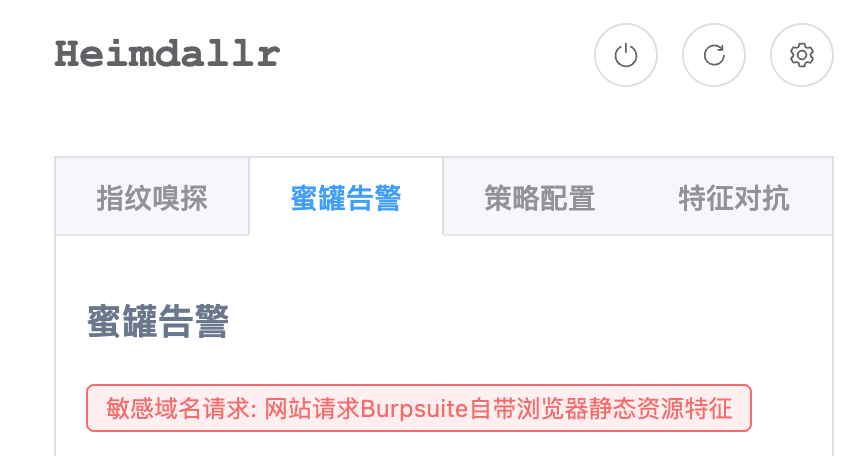 Heimdallr
指纹嗅探
蜜罐告警
策略配置
特征对抗
蜜罐告警
敏感域名请求: 网站请求Burpsuite自带浏览器静态资源特征